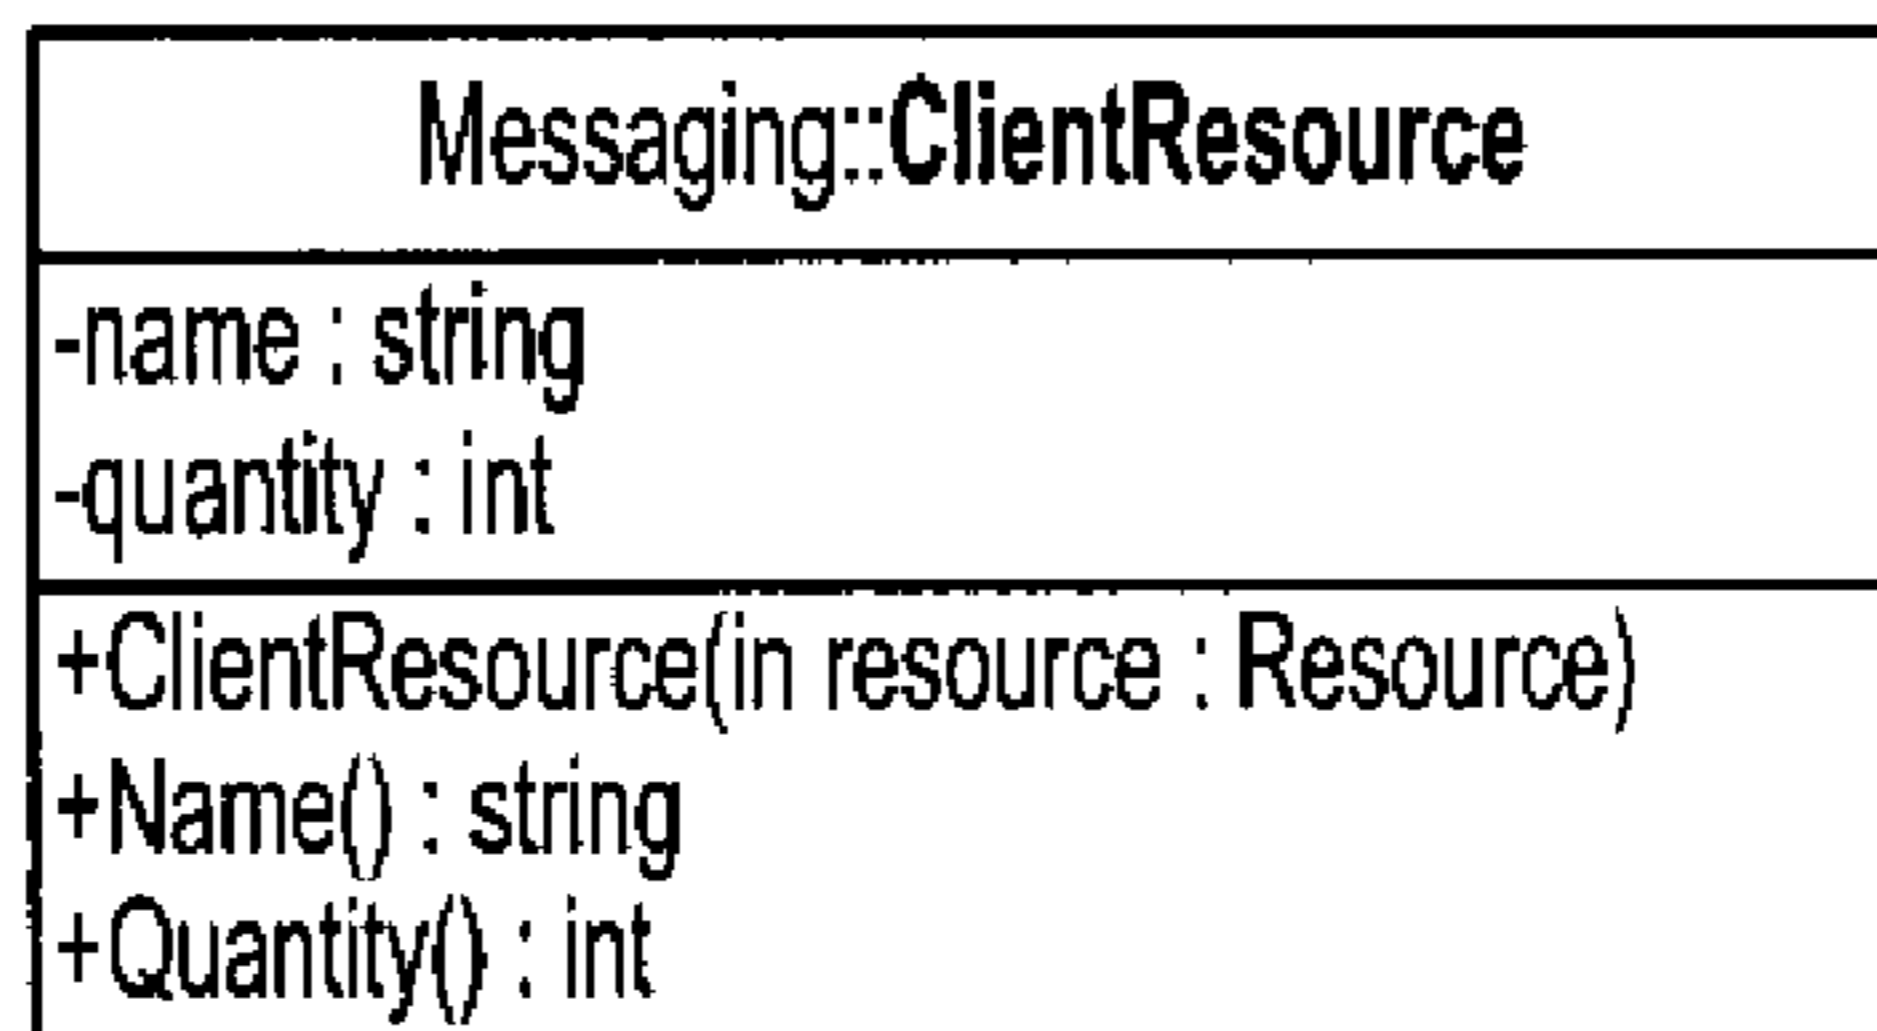 Messaging::ClientResource
-name : string
-quantity : int
+ClientResource(in resource : Resource)
+Name() : string
+Quantity() : int